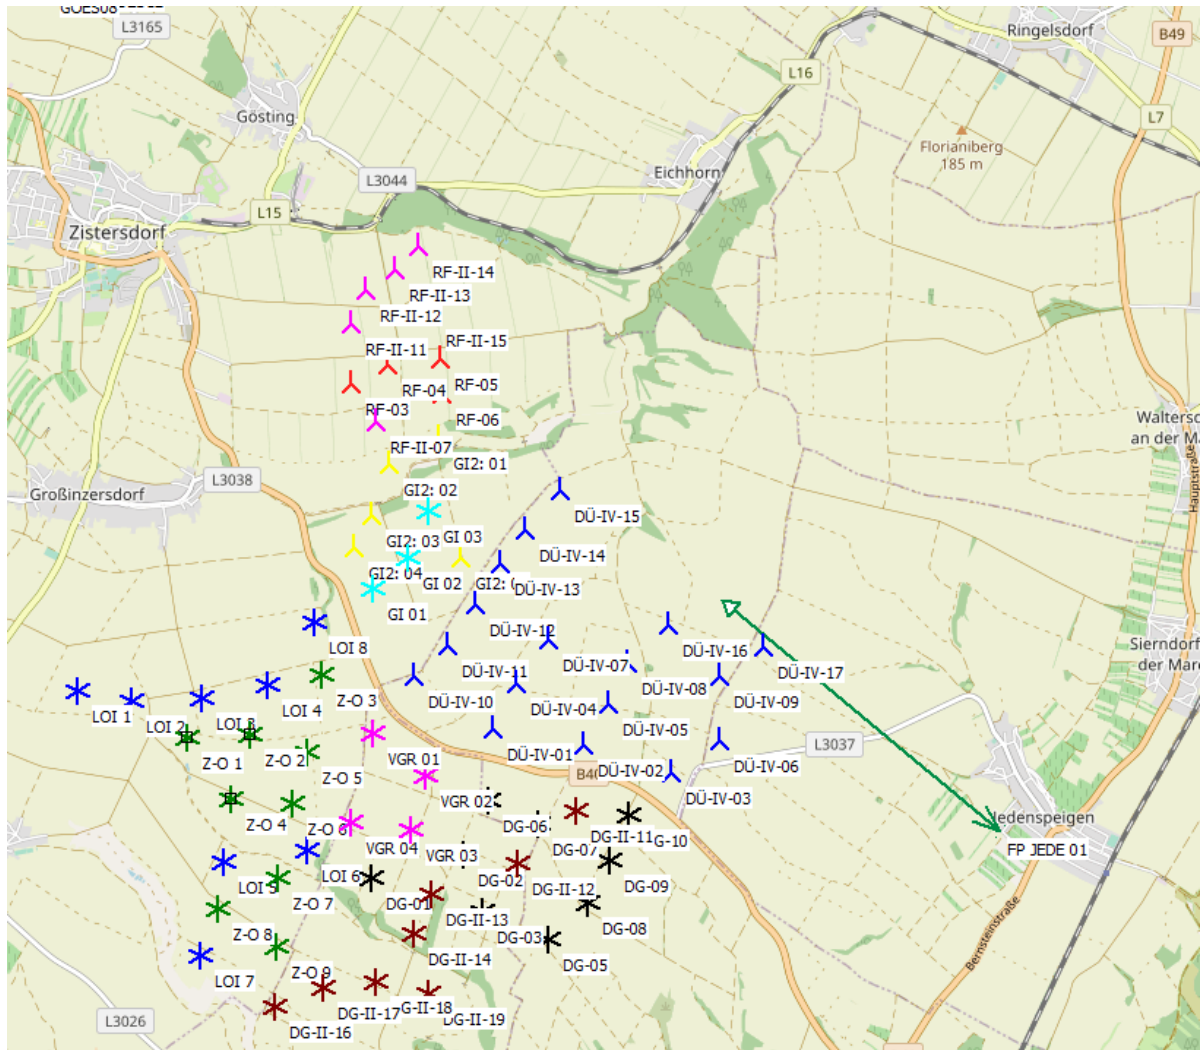 L3165
Ringelsdorf
B49
L16
Gösting
L7
Florianiberg
185 m
Eichhorn
L3044
L15
Zistersdorf
RF-II-14
RF-II-13
RF-II-12
RF-II-15
RF-II-11
RF-05
RF-04
RF-03
RF-06
RF-II-07
GI2: 01
L3038
Großinzersdorf
GI2: 02
DÜ-IV-15
GI 03
GI2: 03
DÜ-IV-14
GI2: 04
GI 02
DÜ-IV-13
GI 01
DÜ-IV-12
LOI 8
DÜ-IV-16
DÜ-IV-07
DÜ-IV-17
DÜ-IV-11
DÜ-IV-08
Z-O 3
DÜ-IV-10
DÜ-IV-04
DÜ-IV-09
LOI 1
LOI 2
LOI 3
LOI 4
DÜ-IV-05
Hauptstraße
L3037
Z-O 1
Z-O 2
VGR 01
DÜ-IV-01
DÜ-IV-06
Z-O 5
DÜ-IV-02
DÜ-IV-03
VGR 02
Z-O 4
Z-O 6
DG-06
DG-II-11
G-10
Jedenspeigen
VGR 04
VGR 03
DG-07
FP JEDE 01
LOI 5
LOI 6
DG-02
DG-II-12
DG-09
Z-O 7
DG-01
DG-II-13
Z-O 8
DG-03
DG-08
Bernsteinstraße
DG-II-14
DG-05
LOI 7
Z-O 9
DG-II-17
G-II-18
DG-II-19
L3026
DG-II-16